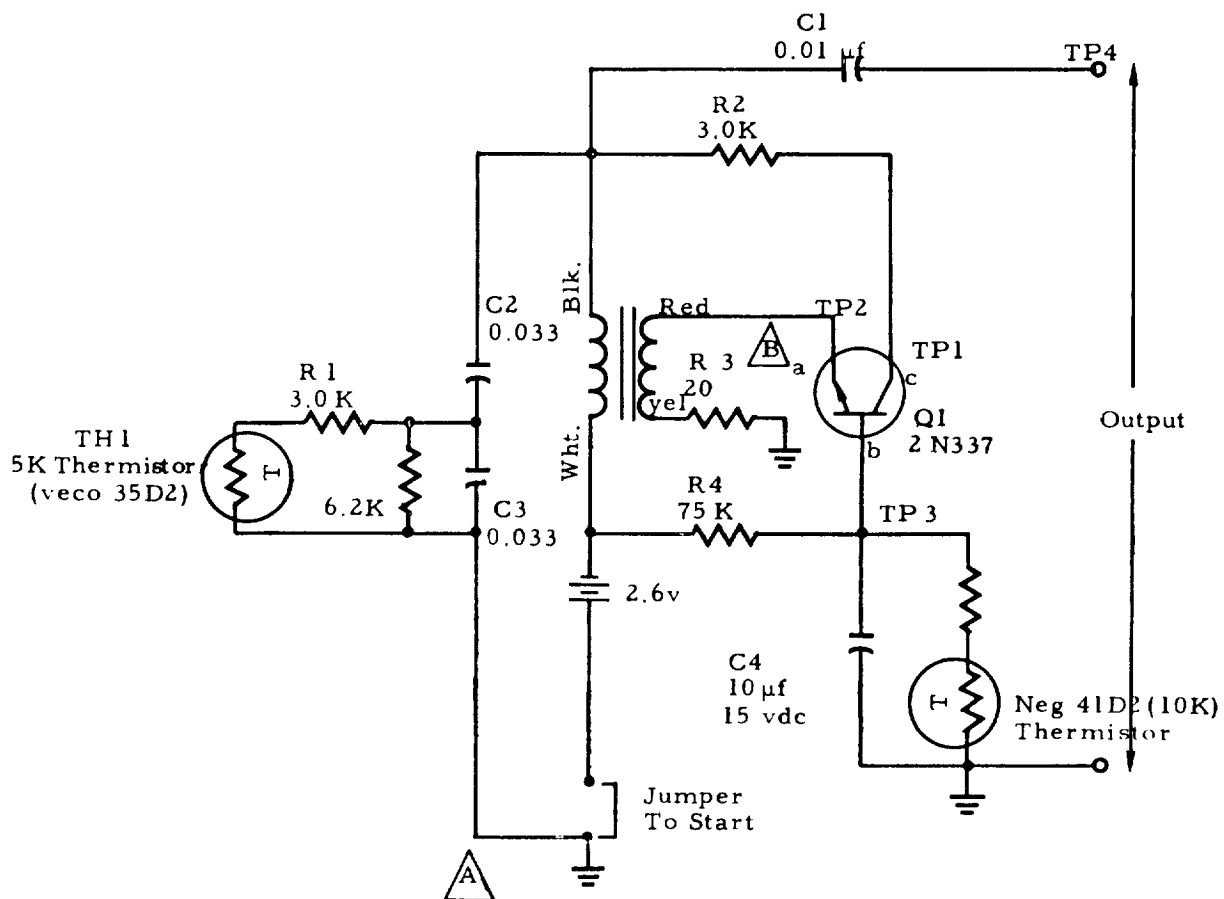 C1
0.01 µf
TP4
R2
3.0K
Blk.
C2
0.033
Red
TP2
B
a
R 3
20
TP1
c
R 1
3.0 K
yel
Q1
2 N337
Output
TH1
5K Thermistor
(veco 35D2)
T
Wht.
b
6.2K
C3
0.033
R4
75 K
TP 3
2.6v
C4
10 µf
15 vdc
T
Neg 41D2 (10K)
Thermistor
Jumper
To Start
A